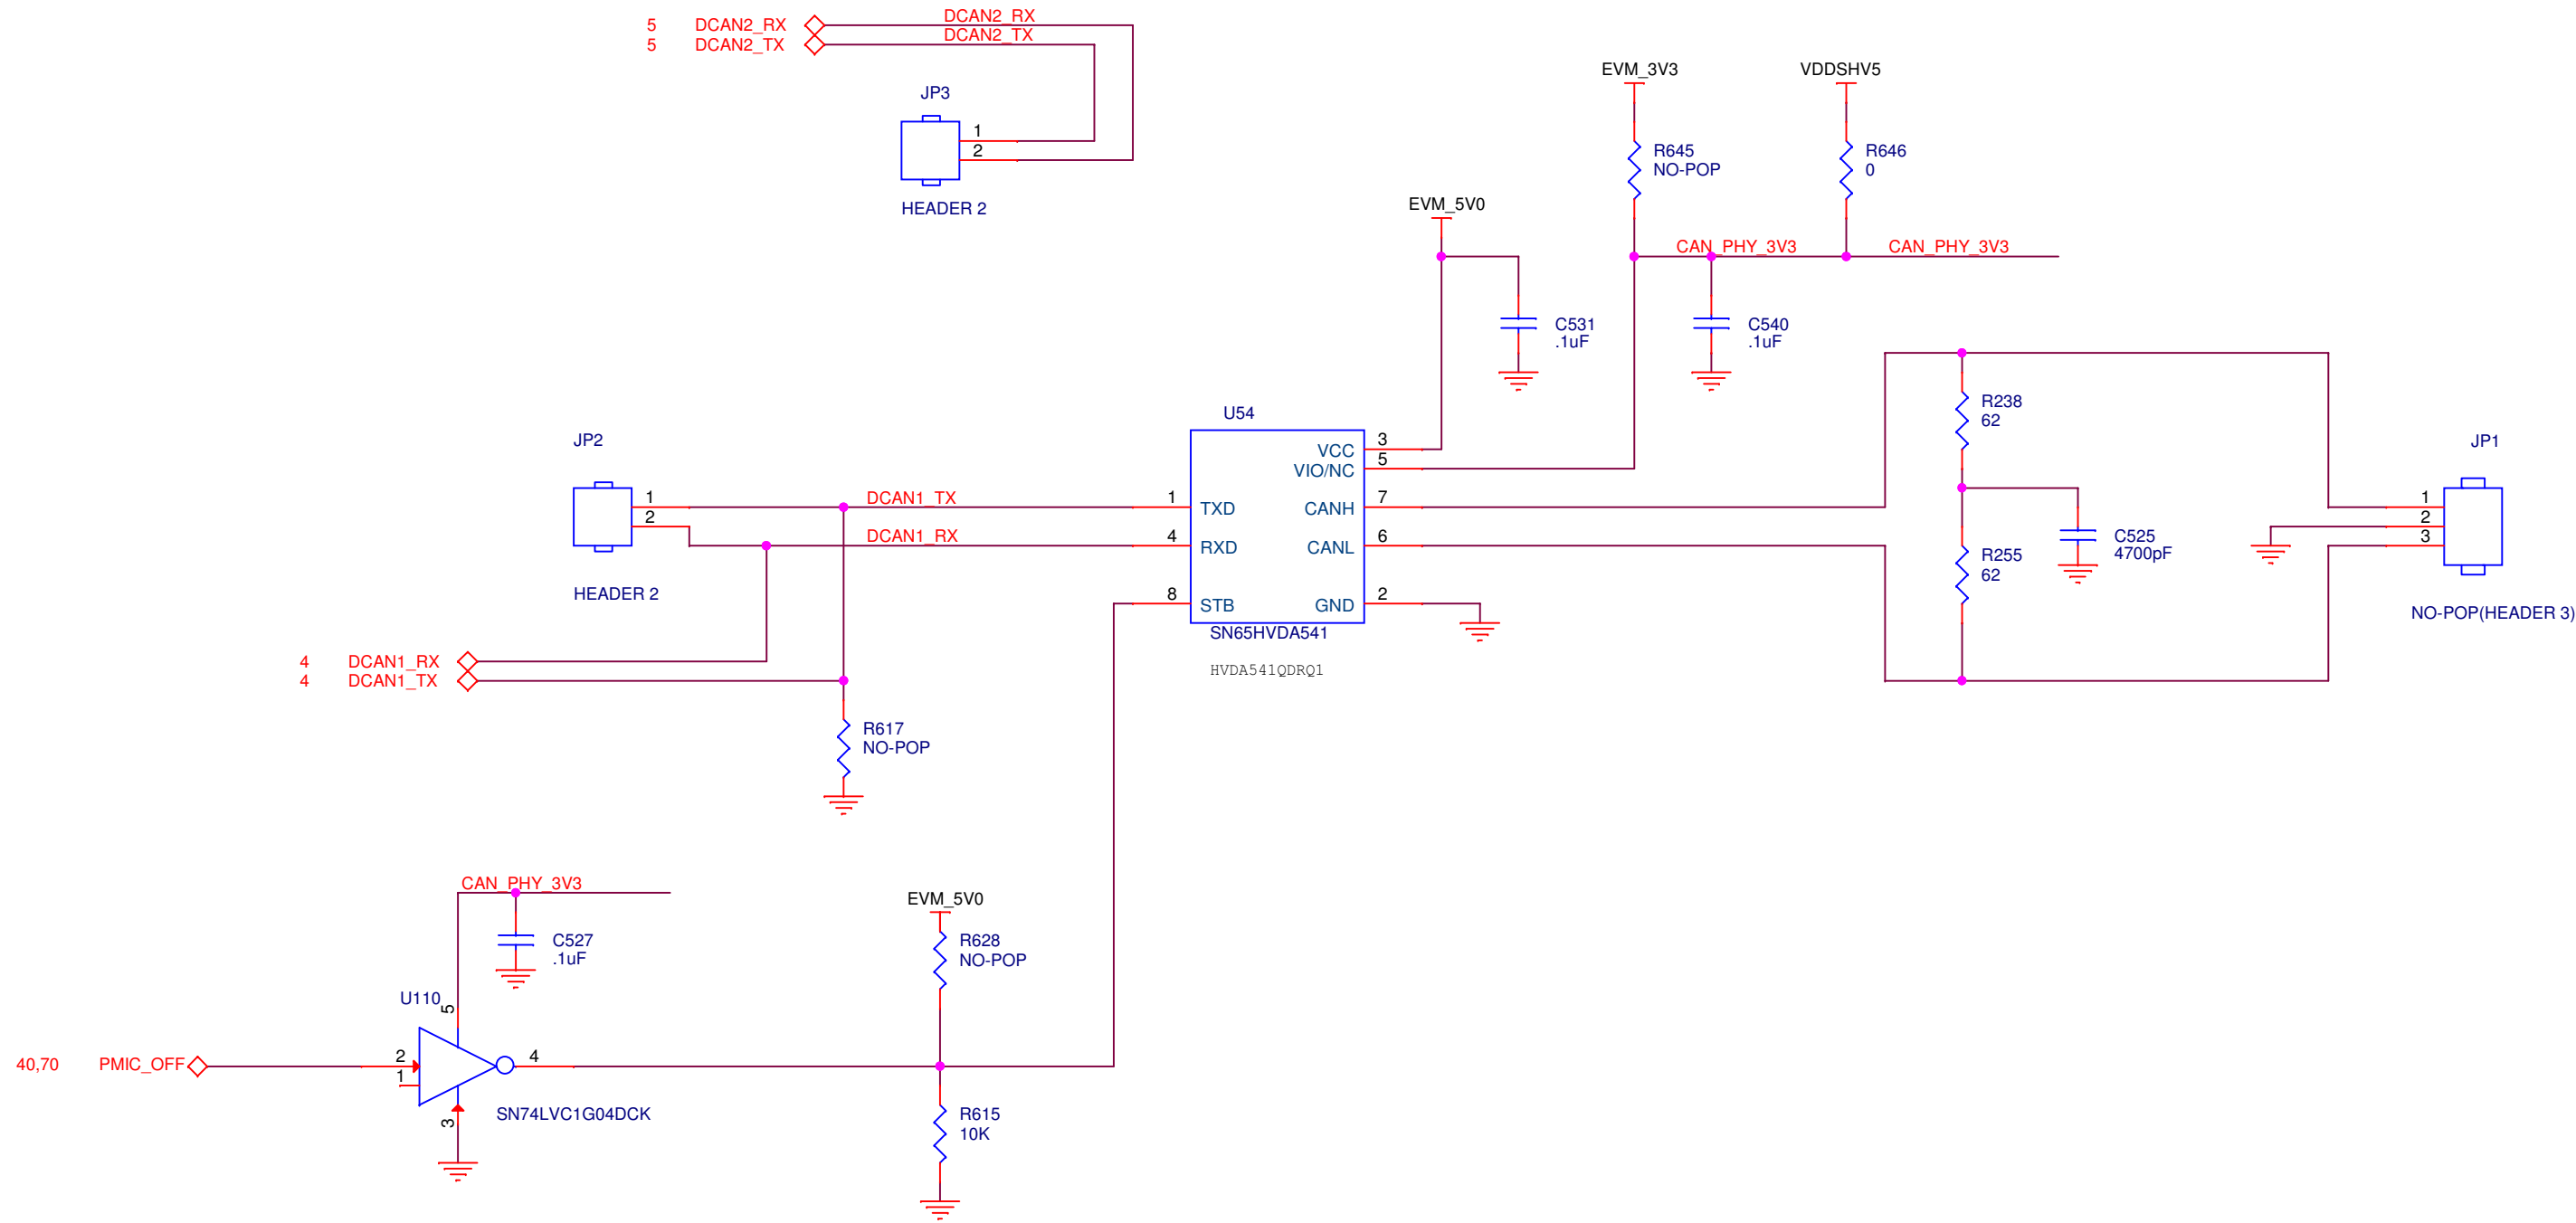 5 DCAN2_RX DCAN2_RX
5 DCAN2_TX DCAN2_TX
JP3
1
2
HEADER 2
EVM_3V3 VDDSHV5
R645
NO-POP
R646
0
EVM_5V0
CAN_PHY_3V3 CAN_PHY_3V3
C531
.1uF
C540
.1uF
U54
VCC 3
VIO/NC 5
1 TXD CANH 7
4 RXD CANL 6
8 STB GND 2
SN65HVDA541
HVDA541QDRQ1
JP2
1
2
HEADER 2
DCAN1_TX
DCAN1_RX
4 DCAN1_RX
4 DCAN1_TX
R617
NO-POP
R238
62
R255
62
C525
4700pF
JP1
1
2
3
NO-POP(HEADER 3)
CAN_PHY_3V3
C527
.1uF
U110
5
40,70 PMIC_OFF 2 4
1
3
SN74LVC1G04DCK
EVM_5V0
R628
NO-POP
R615
10K